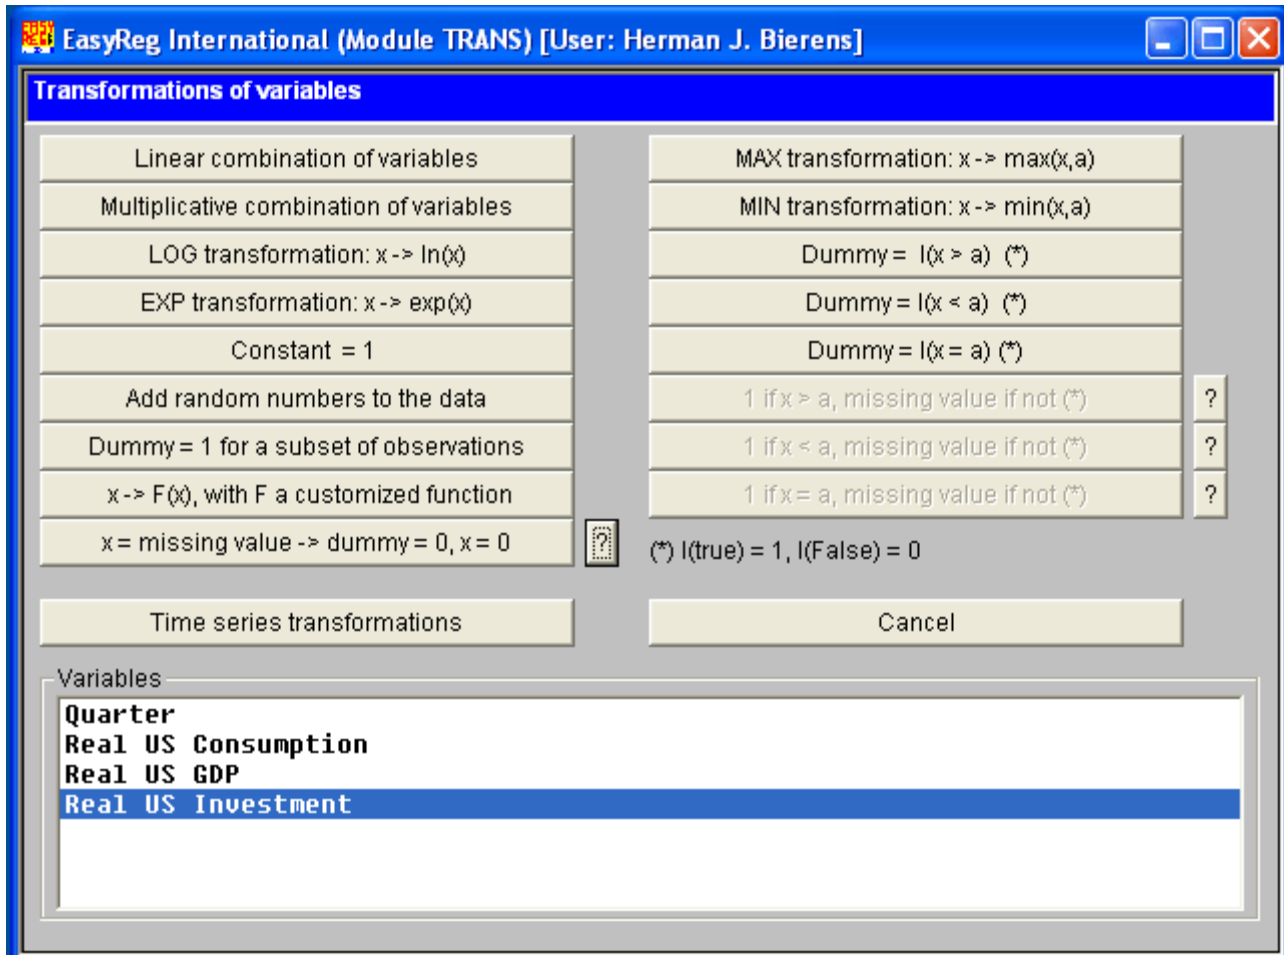 EasyReg International (Module TRANS) [User: Herman J. Bierens]
Transformations of variables
Linear combination of variables
Multiplicative combination of variables
LOG transformation: x -> ln(x)
EXP transformation: x -> exp(x)
Constant = 1
Add random numbers to the data
Dummy = 1 for a subset of observations
x -> F(x), with F a customized function
x = missing value -> dummy = 0, x = 0
?
Time series transformations
MAX transformation: x -> max(x,a)
MIN transformation: x -> min(x,a)
Dummy = I(x > a) (*)
Dummy = I(x < a) (*)
Dummy = I(x = a) (*)
1 if x > a, missing value if not (*)
?
1 if x < a, missing value if not (*)
?
1 if x = a, missing value if not (*)
?
(*) I(true) = 1, I(False) = 0
Cancel
Variables
Quarter
Real US Consumption
Real US GDP
Real US Investment